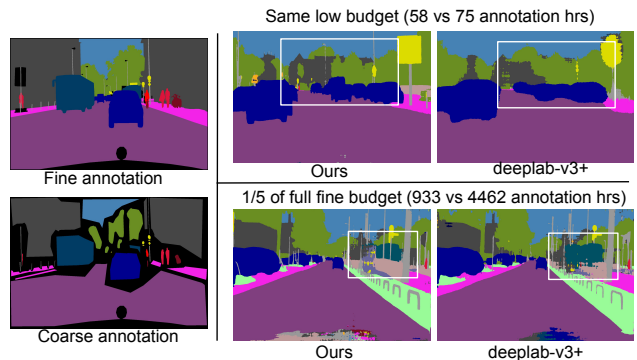 Same low budget (58 vs 75 annotation hrs)
Fine annotation
Ours
deeplab-v3+
1/5 of full fine budget (933 vs 4462 annotation hrs)
Coarse annotation
Ours
deeplab-v3+